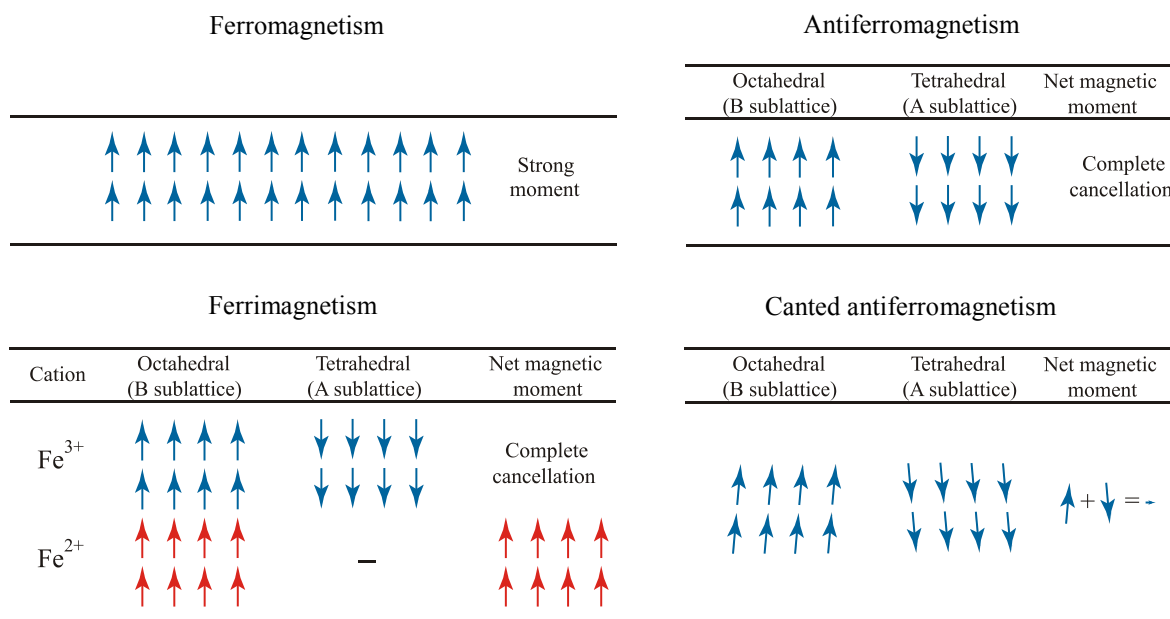 Ferromagnetism
Strong
moment
Antiferromagnetism
Octahedral
(B sublattice)
Tetrahedral
(A sublattice)
Net magnetic
moment
Complete
cancellation
Ferrimagnetism
Cation
Octahedral
(B sublattice)
Tetrahedral
(A sublattice)
Net magnetic
moment
Fe³⁺
Complete
cancellation
Fe²⁺
–
Canted antiferromagnetism
Octahedral
(B sublattice)
Tetrahedral
(A sublattice)
Net magnetic
moment
+ =